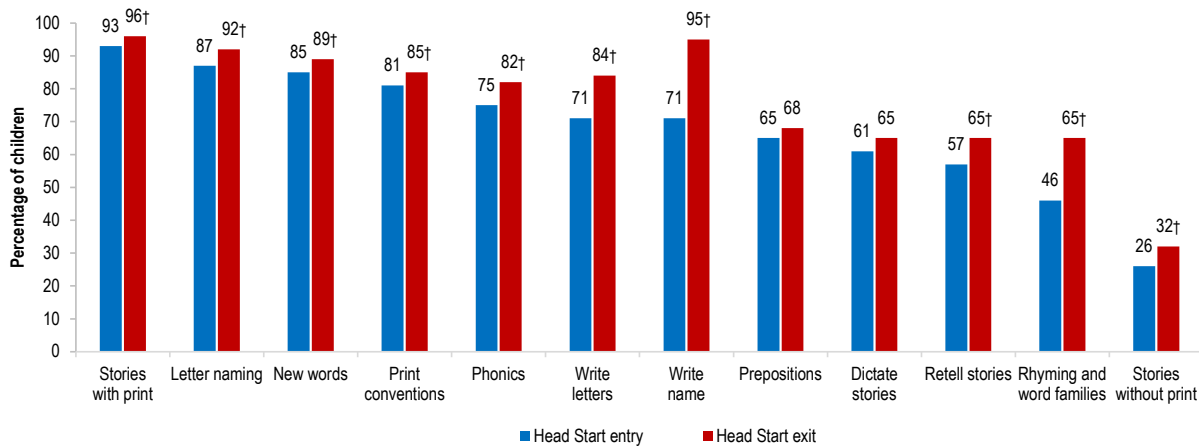 Percentage of children
100
90
80
70
60
50
40
30
20
10
0
93 96†
87 92†
85 89†
81 85†
75 82†
71 84†
71 95†
65 68
61 65
57 65†
46 65†
26 32†
Stories
with print
Letter naming
New words
Print
conventions
Phonics
Write
letters
Write
name
Prepositions
Dictate
stories
Retell stories
Rhyming and
word families
Stories
without print
Head Start entry Head Start exit